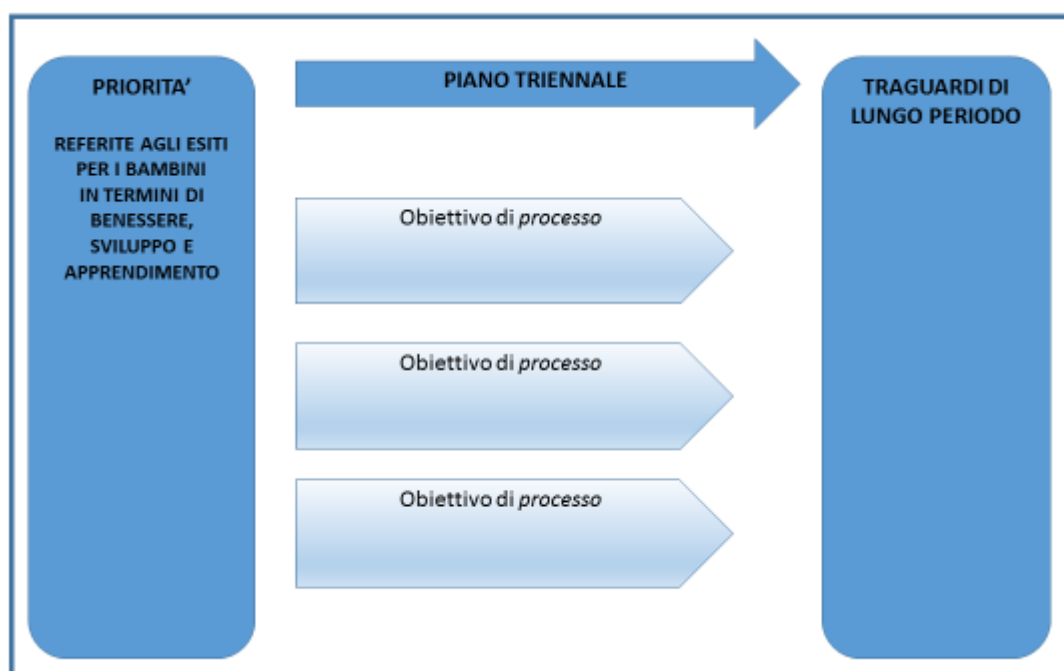 PRIORITA’
REFERITE AGLI ESITI
PER I BAMBINI
IN TERMINI DI
BENESSERE,
SVILUPPO E
APPRENDIMENTO
PIANO TRIENNALE
Obiettivo di processo
Obiettivo di processo
Obiettivo di processo
TRAGUARDI DI
LUNGO PERIODO